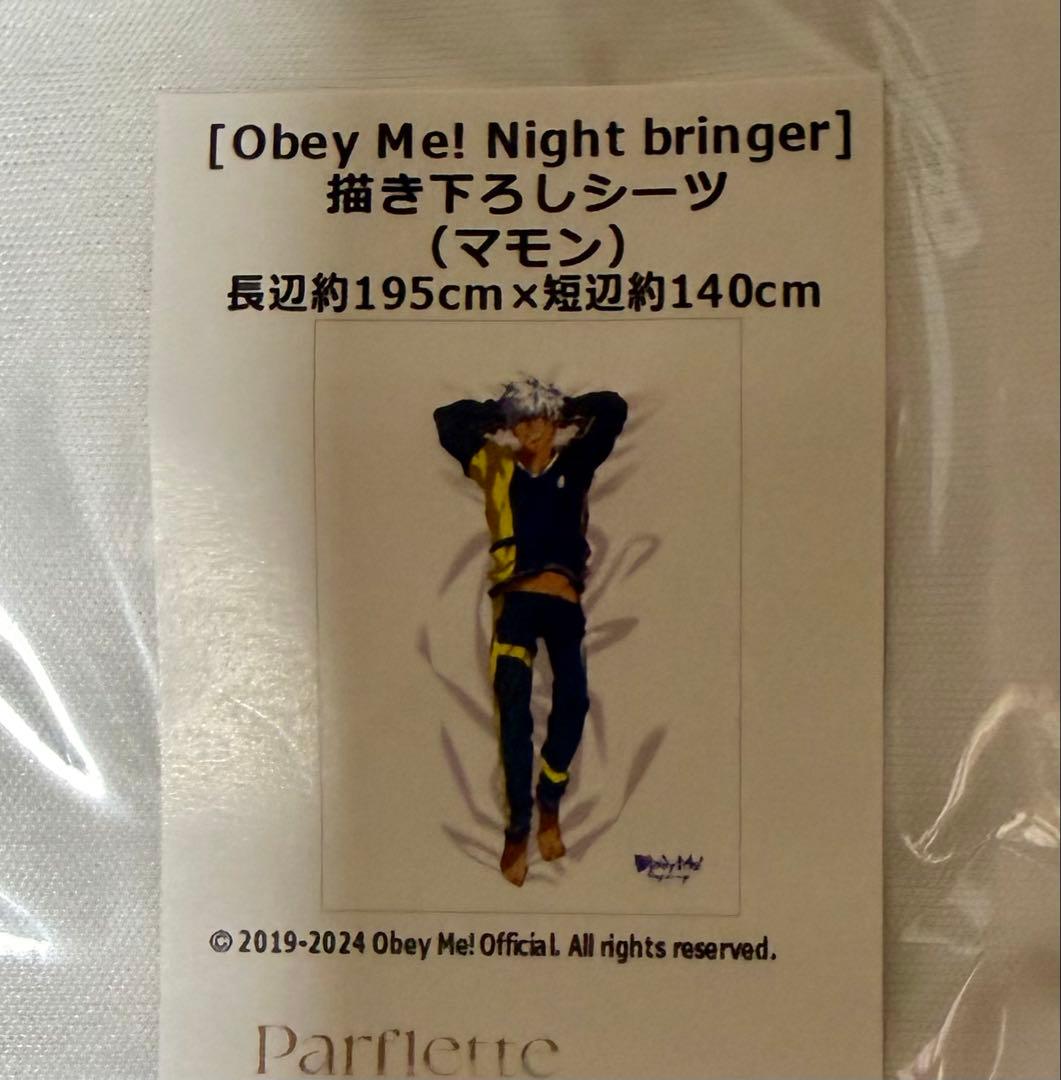 [Obey Me! Night bringer]
描き下ろしシーツ
（マモン）
長辺約195cm×短辺約140cm
Obey Me!
© 2019-2024 Obey Me! Official. All rights reserved.
Parflette